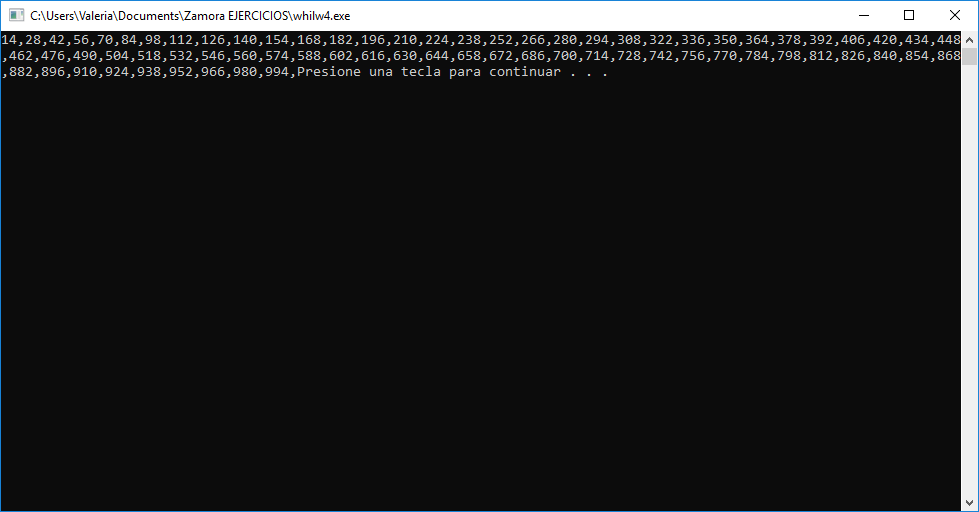 C:\Users\Valeria\Documents\Zamora EJERCICIOS\whilw4.exe
14,28,42,56,70,84,98,112,126,140,154,168,182,196,210,224,238,252,266,280,294,308,322,336,350,364,378,392,406,420,434,448
,462,476,490,504,518,532,546,560,574,588,602,616,630,644,658,672,686,700,714,728,742,756,770,784,798,812,826,840,854,868
,882,896,910,924,938,952,966,980,994,Presione una tecla para continuar . . .